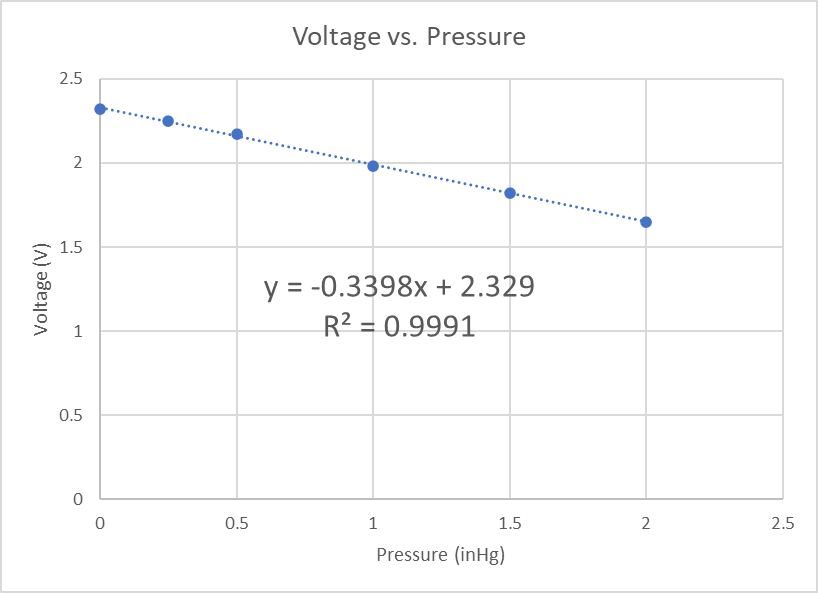 Voltage vs. Pressure
2.5
2
1.5
1
0.5
0
Voltage (V)
y = -0.3398x + 2.329
R² = 0.9991
0 0.5 1 1.5 2 2.5
Pressure (inHg)